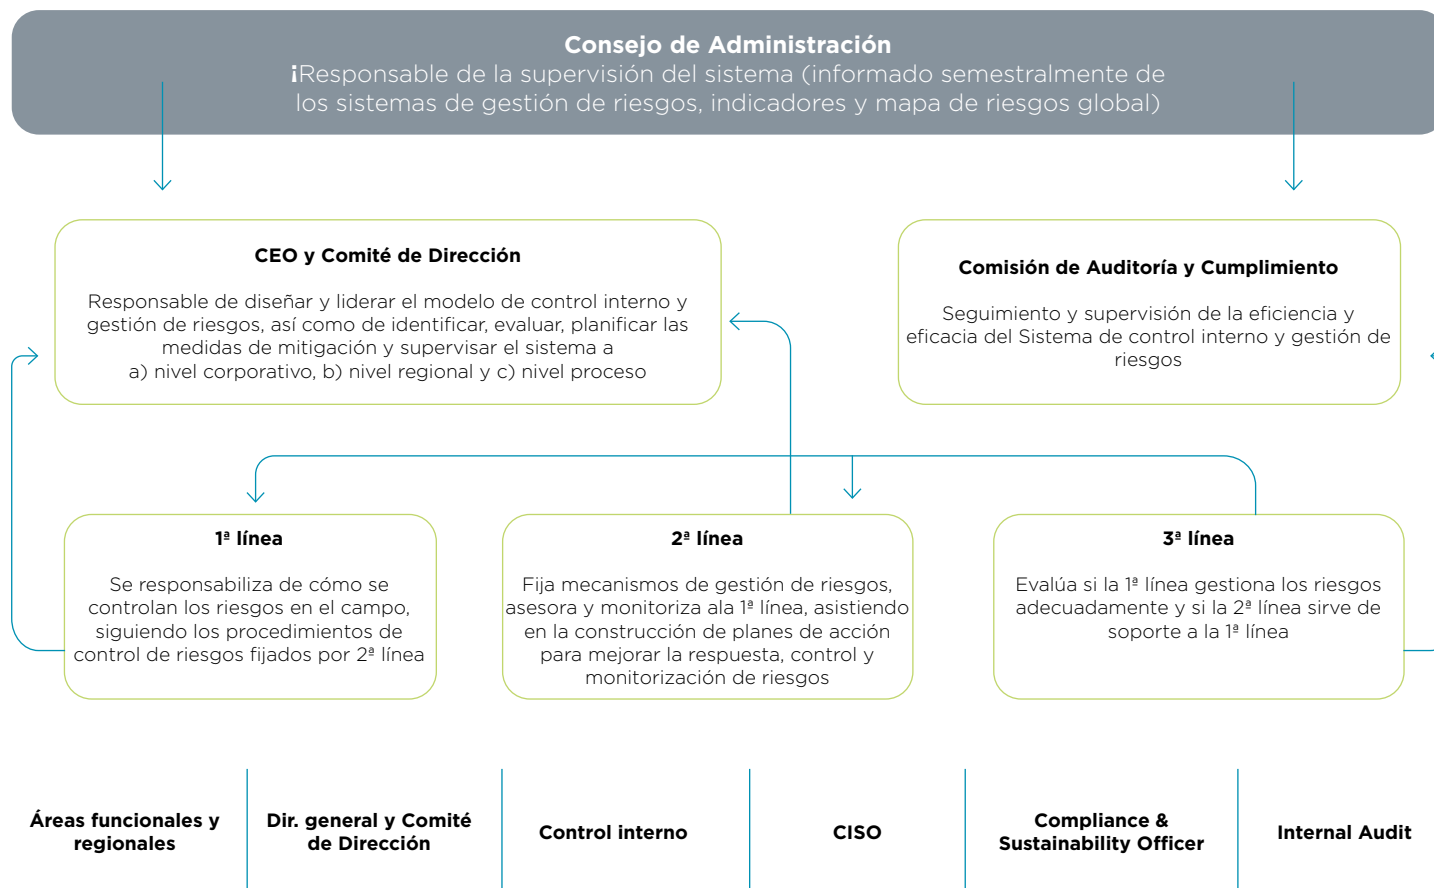 Consejo de Administración
¡Responsable de la supervisión del sistema (informado semestralmente de
los sistemas de gestión de riesgos, indicadores y mapa de riesgos global)
CEO y Comité de Dirección
Responsable de diseñar y liderar el modelo de control interno y
gestión de riesgos, así como de identificar, evaluar, planificar las
medidas de mitigación y supervisar el sistema a
a) nivel corporativo, b) nivel regional y c) nivel proceso
Comisión de Auditoría y Cumplimiento
Seguimiento y supervisión de la eficiencia y
eficacia del Sistema de control interno y gestión de
riesgos
1ª línea
Se responsabiliza de cómo se
controlan los riesgos en el campo,
siguiendo los procedimientos de
control de riesgos fijados por 2ª línea
2ª línea
Fija mecanismos de gestión de riesgos,
asesora y monitoriza ala 1ª línea, asistiendo
en la construcción de planes de acción
para mejorar la respuesta, control y
monitorización de riesgos
3ª línea
Evalúa si la 1ª línea gestiona los riesgos
adecuadamente y si la 2ª línea sirve de
soporte a la 1ª línea
Áreas funcionales y
regionales
Dir. general y Comité
de Dirección
Control interno
CISO
Compliance &
Sustainability Officer
Internal Audit